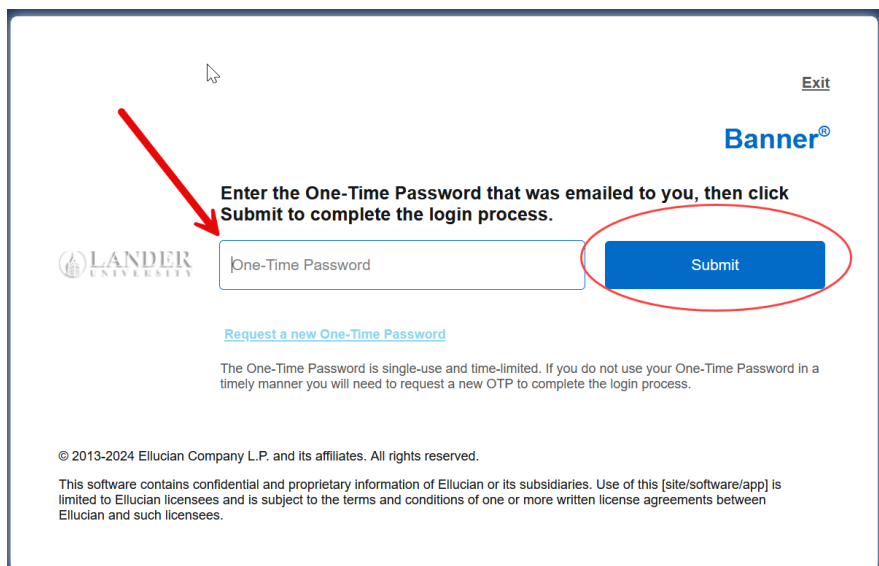 Exit
Banner®
Enter the One-Time Password that was emailed to you, then click
Submit to complete the login process.
LANDER
UNIVERSITY
One-Time Password
Submit
Request a new One-Time Password
The One-Time Password is single-use and time-limited. If you do not use your One-Time Password in a
timely manner you will need to request a new OTP to complete the login process.
© 2013-2024 Ellucian Company L.P. and its affiliates. All rights reserved.
This software contains confidential and proprietary information of Ellucian or its subsidiaries. Use of this [site/software/app] is
limited to Ellucian licensees and is subject to the terms and conditions of one or more written license agreements between
Ellucian and such licensees.